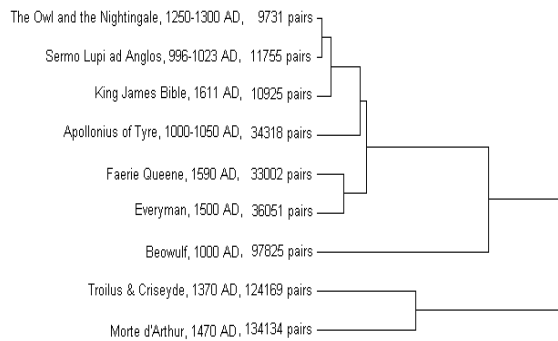 The Owl and the Nightingale, 1250-1300 AD, 9731 pairs
Sermo Lupi ad Anglos, 996-1023 AD, 11755 pairs
King James Bible, 1611 AD, 10925 pairs
Apollonius of Tyre, 1000-1050 AD, 34318 pairs
Faerie Queene, 1590 AD, 33002 pairs
Everyman, 1500 AD, 36051 pairs
Beowulf, 1000 AD, 97825 pairs
Troilus & Criseyde, 1370 AD, 124169 pairs
Morte d'Arthur, 1470 AD, 134134 pairs